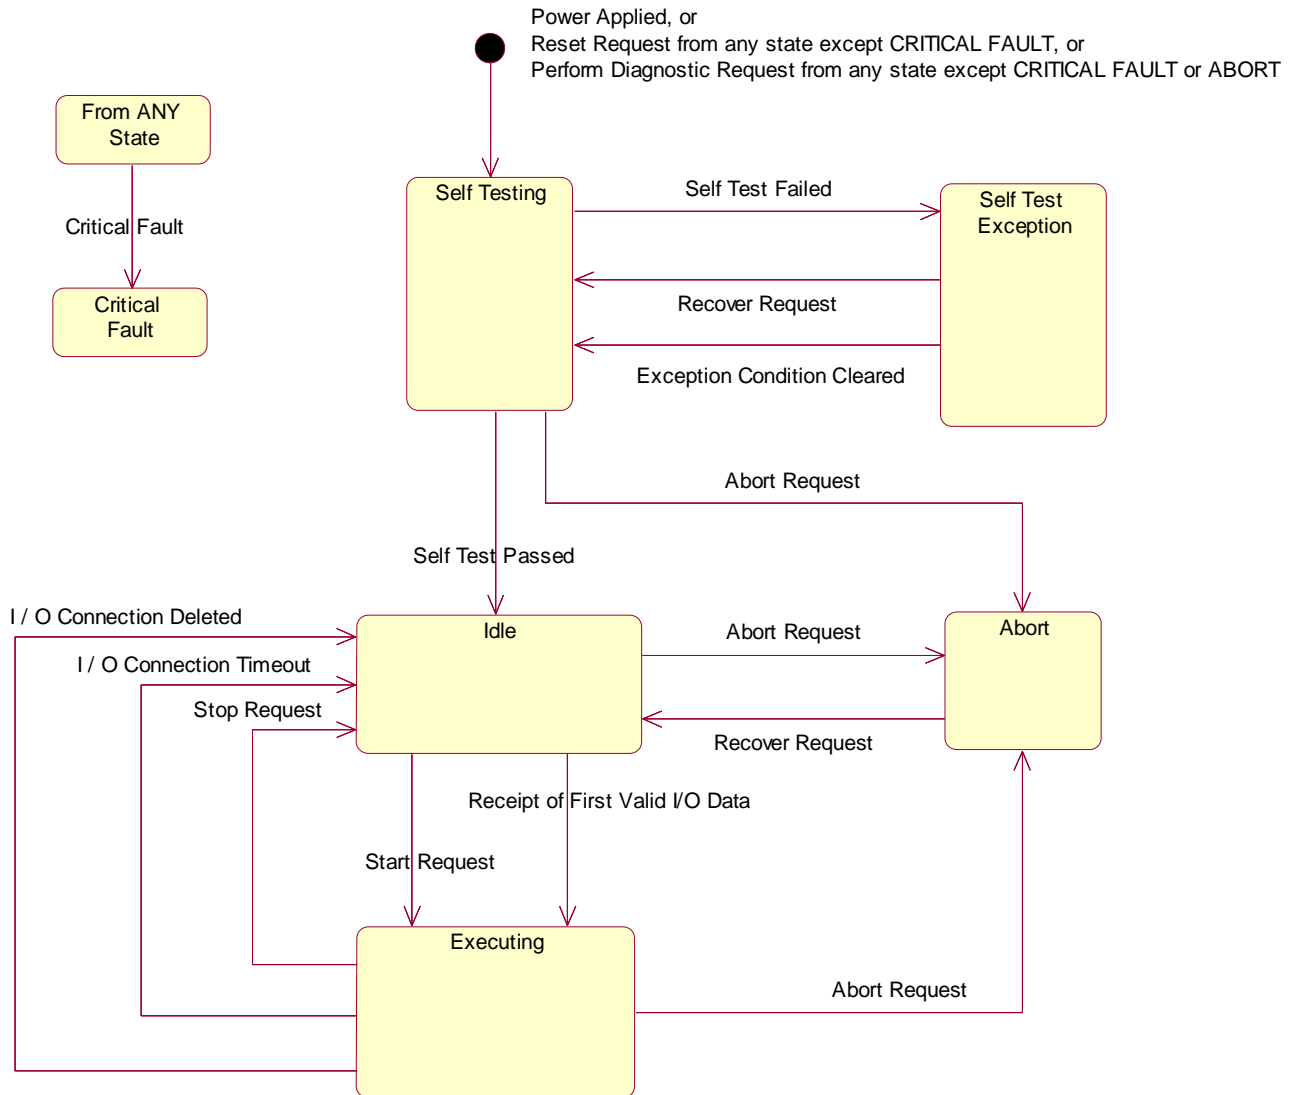 Power Applied, or
Reset Request from any state except CRITICAL FAULT, or
Perform Diagnostic Request from any state except CRITICAL FAULT or ABORT
From ANY
State
Critical Fault
Critical
Fault
Self Testing
Self Test Failed
Self Test
Exception
Recover Request
Exception Condition Cleared
Abort Request
Self Test Passed
I / O Connection Deleted
I / O Connection Timeout
Stop Request
Idle
Abort Request
Abort
Recover Request
Receipt of First Valid I/O Data
Start Request
Executing
Abort Request